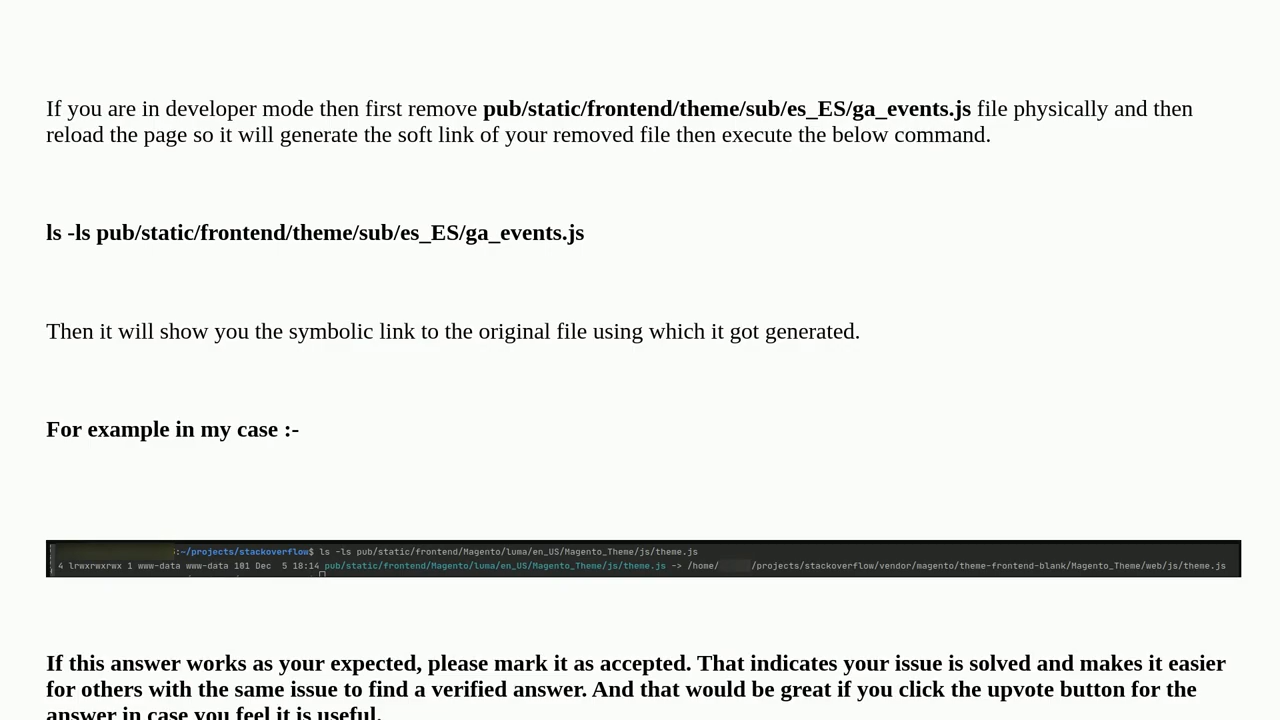 If you are in developer mode then first remove pub/static/frontend/theme/sub/es_ES/ga_events.js file physically and then
reload the page so it will generate the soft link of your removed file then execute the below command.
ls -ls pub/static/frontend/theme/sub/es_ES/ga_events.js
Then it will show you the symbolic link to the original file using which it got generated.
For example in my case :-
:~/projects/stackoverflow$ ls -ls pub/static/frontend/Magento/luma/en_US/Magento_Theme/js/theme.js
4 lrwxrwxrwx 1 www-data www-data 101 Dec  5 18:14 pub/static/frontend/Magento/luma/en_US/Magento_Theme/js/theme.js -> /home/ /projects/stackoverflow/vendor/magento/theme-frontend-blank/Magento_Theme/web/js/theme.js
If this answer works as your expected, please mark it as accepted. That indicates your issue is solved and makes it easier
for others with the same issue to find a verified answer. And that would be great if you click the upvote button for the
answer in case you feel it is useful.